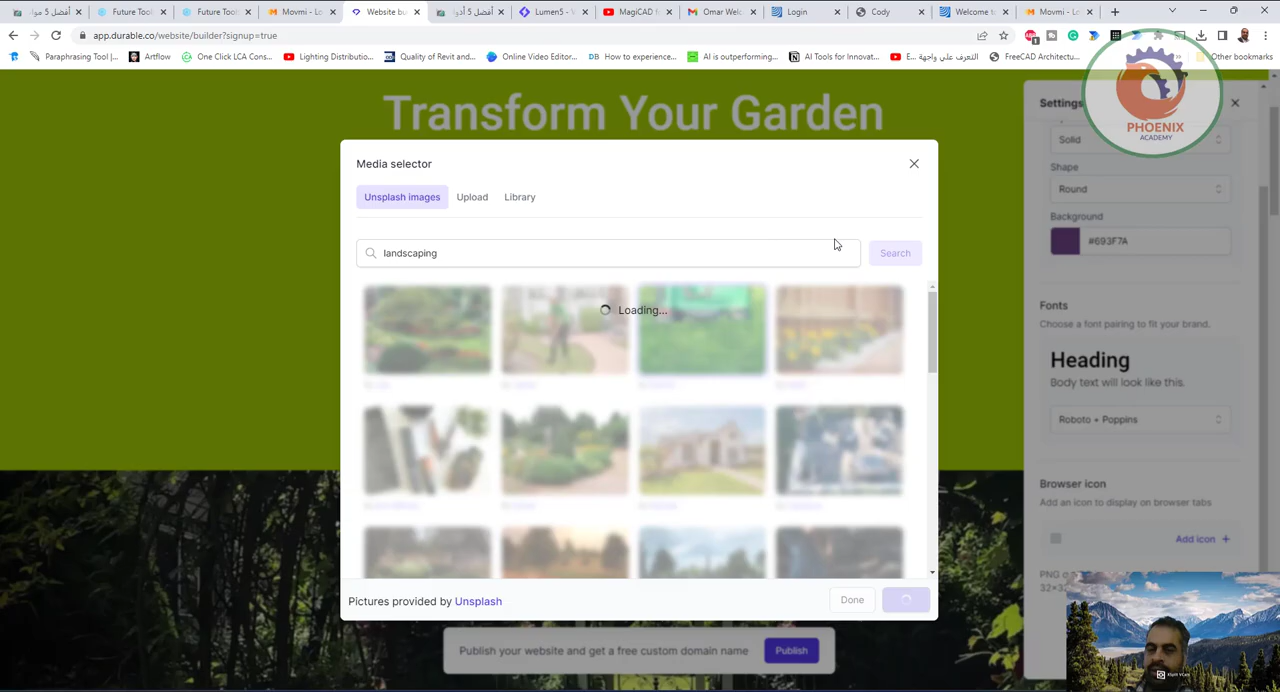 أفضل 5 أدوا
Future Tool
Future Tool
Movmi - Lo
Website bu
أفضل 5 أدوا
Lumen5 - V
MagiCAD f
Omar Welc
Login
Cody
Welcome t
Movmi - Lo
app.durable.co/website/builder?signup=true
Paraphrasing Tool |...
Artflow
One Click LCA Cons...
Lighting Distributio...
Quality of Revit and...
Online Video Editor...
DB
How to experience...
AI is outperforming...
AI Tools for Innovat...
التعرف علي واجهة E...
FreeCAD Architectu...
Other bookmarks
Transform Your Garden
Settings
PHOENIX
ACADEMY
Solid
Media selector
Shape
Unsplash images
Upload
Library
Round
Background
#693F7A
landscaping
Search
Loading...
Fonts
Choose a font pairing to fit your brand.
Heading
Body text will look like this.
Roboto + Poppins
Browser icon
Add an icon to display on browser tabs
Add icon +
Pictures provided by Unsplash
Done
Publish your website and get a free custom domain name
Publish